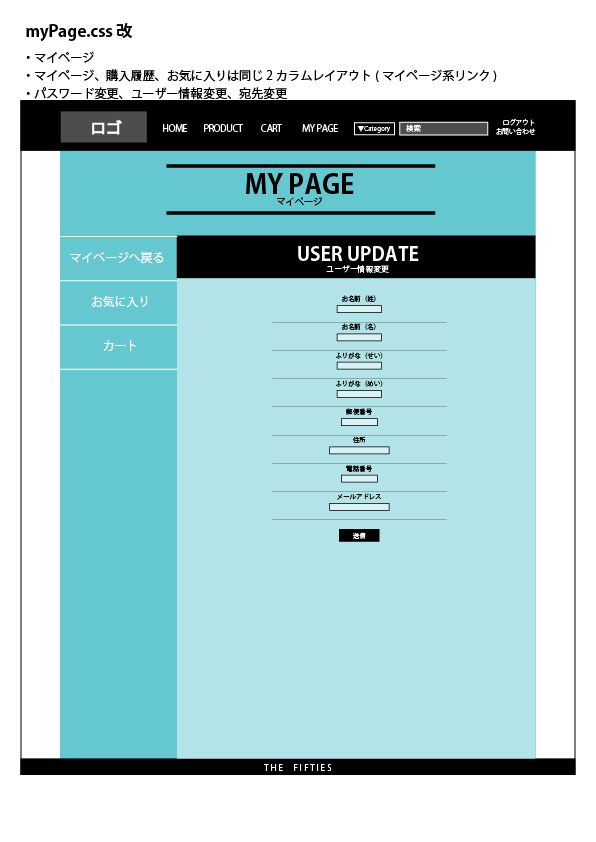 myPage.css 改
・マイページ
・マイページ、購入履歴、お気に入りは同じ2カラムレイアウト ( マイページ系リンク )
・パスワード変更、ユーザー情報変更、宛先変更
ロゴ HOME PRODUCT CART MY PAGE ▼Category 検索 ログアウト
お問い合わせ
MY PAGE
マイページ
マイページへ戻る
お気に入り
カート
USER UPDATE
ユーザー情報変更
お名前（姓）
お名前（名）
ふりがな（せい）
ふりがな（めい）
郵便番号
住所
電話番号
メールアドレス
送信
THE FIFTIES